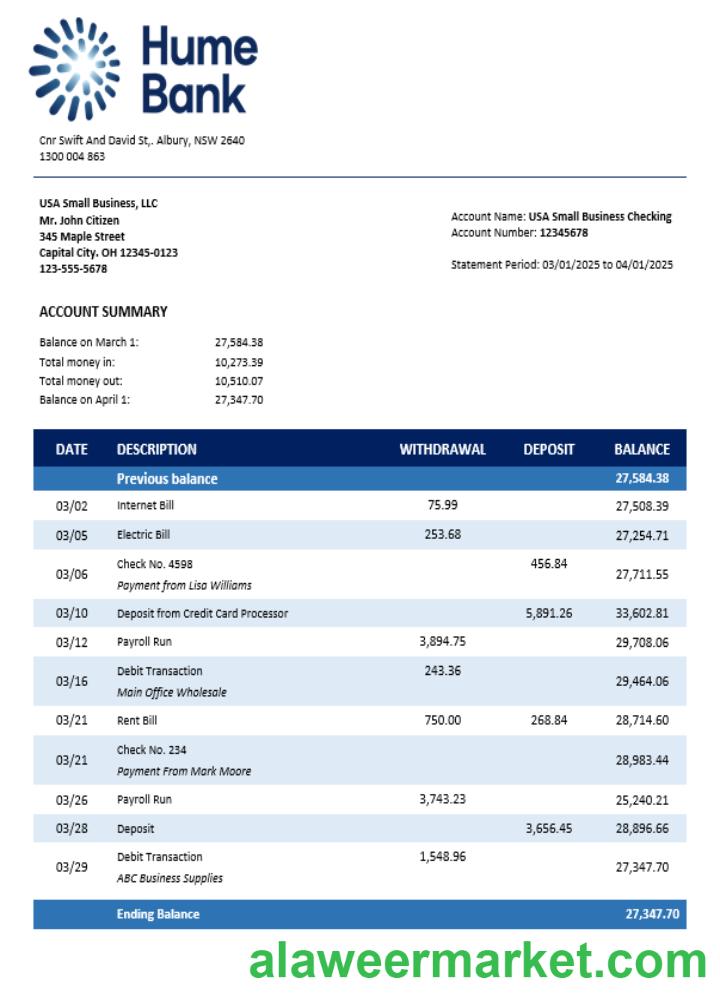 Hume
Bank
Cnr Swift And David St,. Albury, NSW 2640
1300 004 863
USA Small Business, LLC
Mr. John Citizen
345 Maple Street
Capital City. OH 12345-0123
123-555-5678
Account Name: USA Small Business Checking
Account Number: 12345678
Statement Period: 03/01/2025 to 04/01/2025
ACCOUNT SUMMARY
Balance on March 1: 27,584.38
Total money in: 10,273.39
Total money out: 10,510.07
Balance on April 1: 27,347.70
DATE DESCRIPTION WITHDRAWAL DEPOSIT BALANCE
Previous balance 27,584.38
03/02 Internet Bill 75.99 27,508.39
03/05 Electric Bill 253.68 27,254.71
03/06 Check No. 4598 456.84 27,711.55
Payment from Lisa Williams
03/10 Deposit from Credit Card Processor 5,891.26 33,602.81
03/12 Payroll Run 3,894.75 29,708.06
03/16 Debit Transaction 243.36 29,464.06
Main Office Wholesale
03/21 Rent Bill 750.00 268.84 28,714.60
03/21 Check No. 234 28,983.44
Payment From Mark Moore
03/26 Payroll Run 3,743.23 25,240.21
03/28 Deposit 3,656.45 28,896.66
03/29 Debit Transaction 1,548.96 27,347.70
ABC Business Supplies
Ending Balance 27,347.70
alaweermarket.com